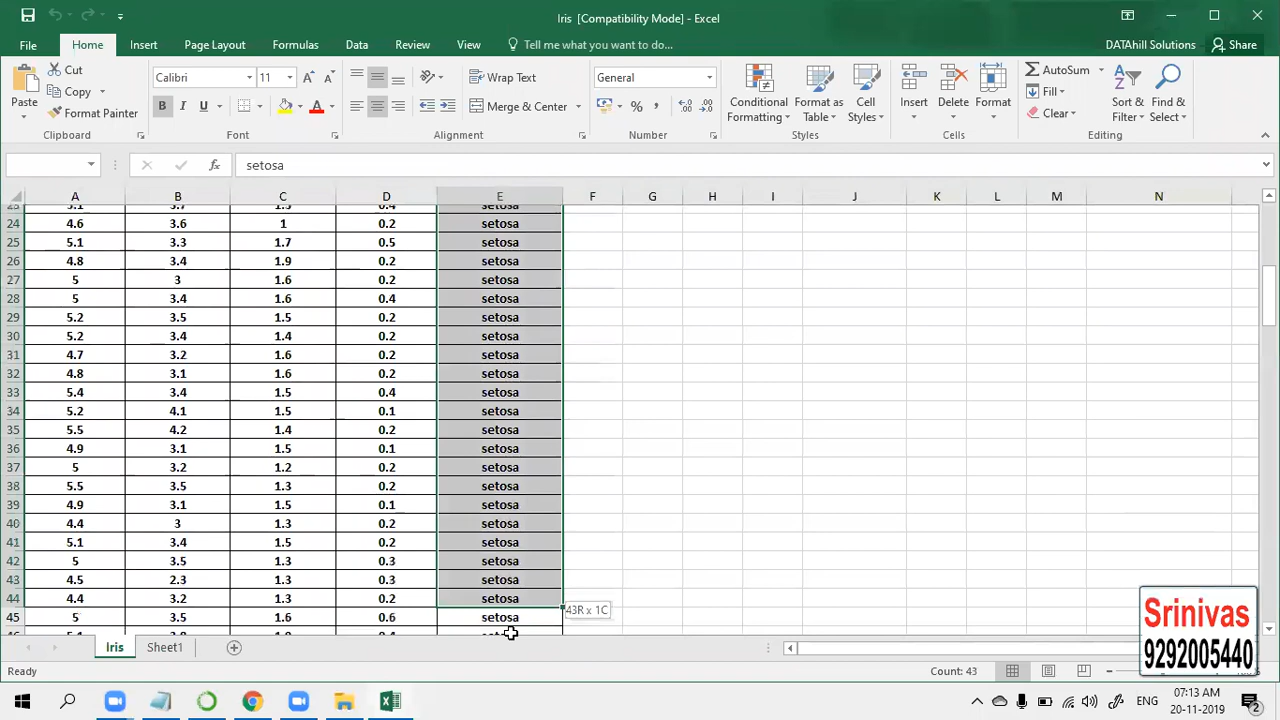 Iris [Compatibility Mode] - Excel
File Home Insert Page Layout Formulas Data Review View Tell me what you want to do... DATAhill Solutions Share
Paste Cut Copy Format Painter Clipboard
Calibri 11 A A B I U A Font
Wrap Text Merge & Center Alignment
General % , Number
Conditional Formatting Format as Table Cell Styles Styles
Insert Delete Format Cells
AutoSum Fill Clear Sort & Filter Find & Select Editing
fx setosa
A B C D E F G H I J K L M N
24 4.6 3.6 1 0.2 setosa
25 5.1 3.3 1.7 0.5 setosa
26 4.8 3.4 1.9 0.2 setosa
27 5 3 1.6 0.2 setosa
28 5 3.4 1.6 0.4 setosa
29 5.2 3.5 1.5 0.2 setosa
30 5.2 3.4 1.4 0.2 setosa
31 4.7 3.2 1.6 0.2 setosa
32 4.8 3.1 1.6 0.2 setosa
33 5.4 3.4 1.5 0.4 setosa
34 5.2 4.1 1.5 0.1 setosa
35 5.5 4.2 1.4 0.2 setosa
36 4.9 3.1 1.5 0.1 setosa
37 5 3.2 1.2 0.2 setosa
38 5.5 3.5 1.3 0.2 setosa
39 4.9 3.1 1.5 0.1 setosa
40 4.4 3 1.3 0.2 setosa
41 5.1 3.4 1.5 0.2 setosa
42 5 3.5 1.3 0.3 setosa
43 4.5 2.3 1.3 0.3 setosa
44 4.4 3.2 1.3 0.2 setosa
43R x 1C
45 5 3.5 1.6 0.6 setosa
Srinivas
9292005440
Iris Sheet1
Ready Count: 43
ENG 07:13 AM
20-11-2019 2